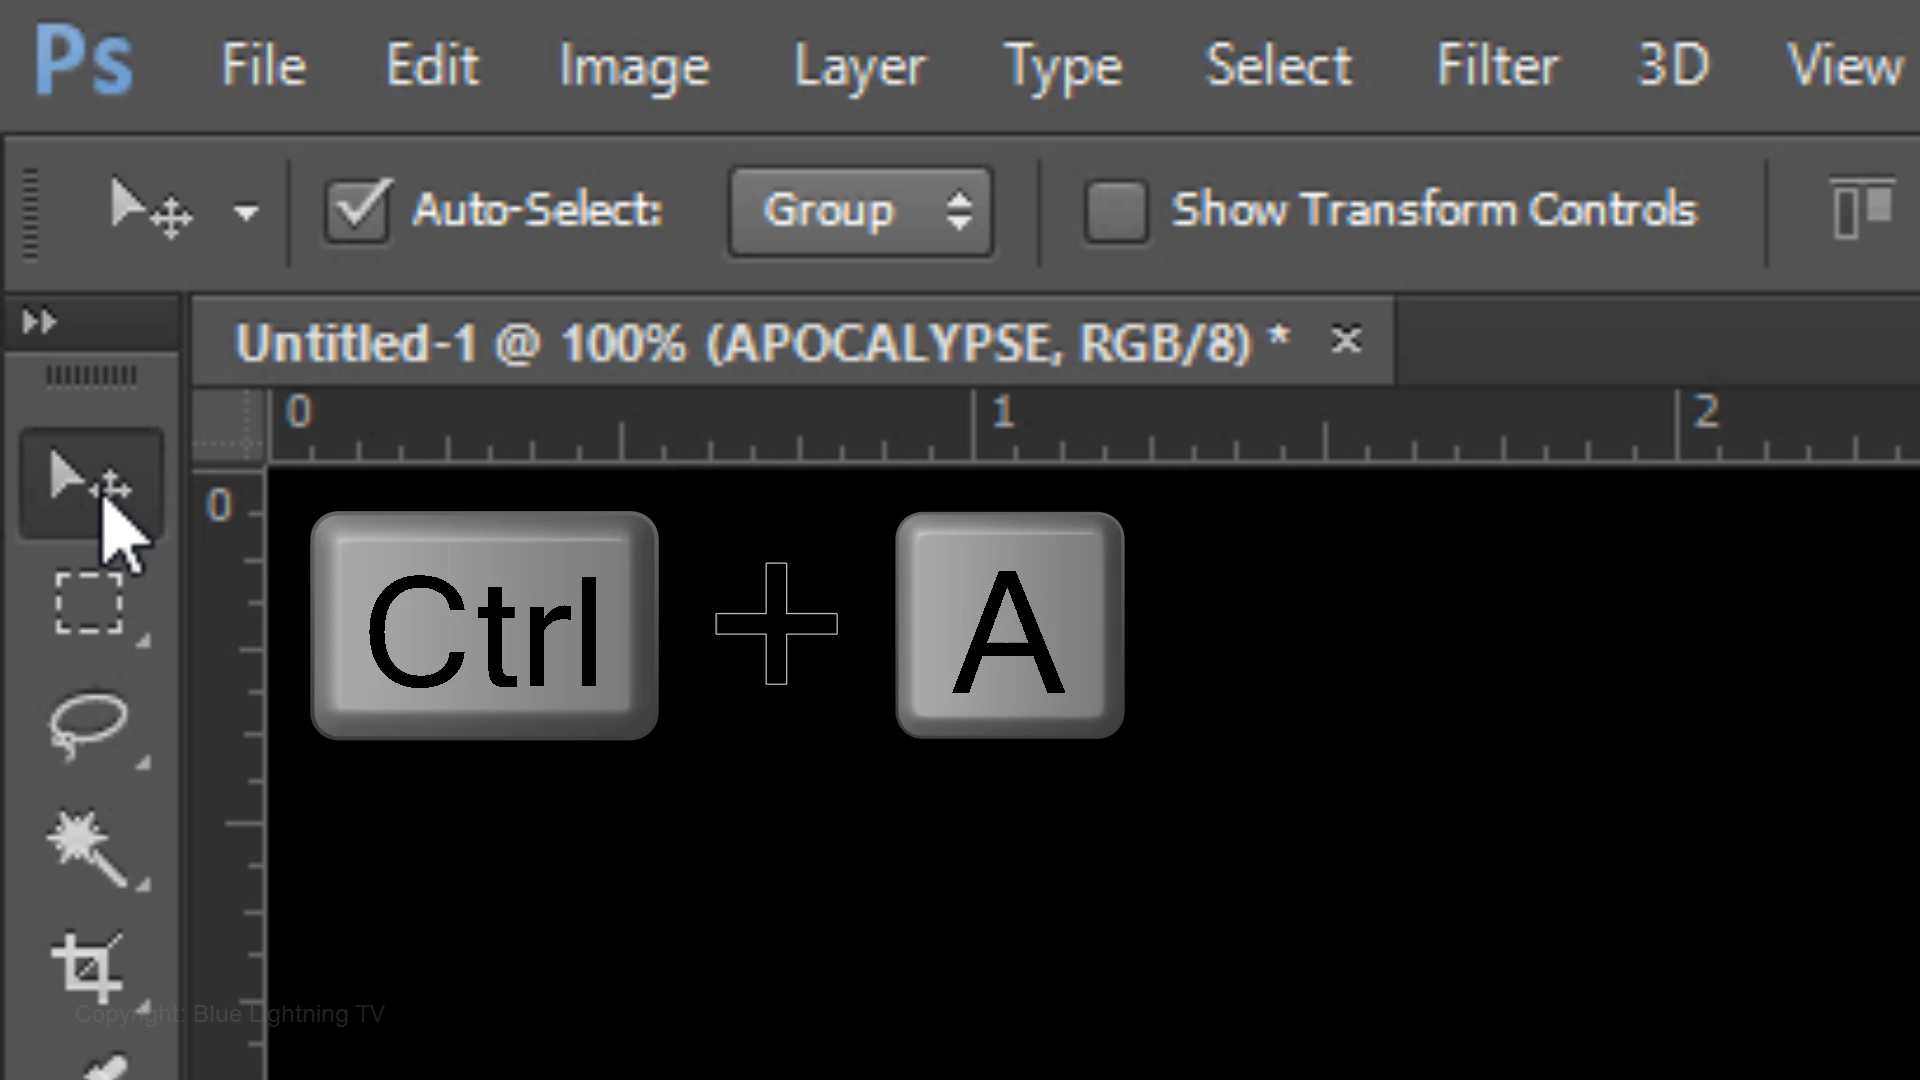 Ps File Edit Image Layer Type Select Filter 3D View
Auto-Select: Group Show Transform Controls
Untitled-1 @ 100% (APOCALYPSE, RGB/8) * ×
0 1 2
0
Ctrl + A
Copyright: Blue Lightning TV